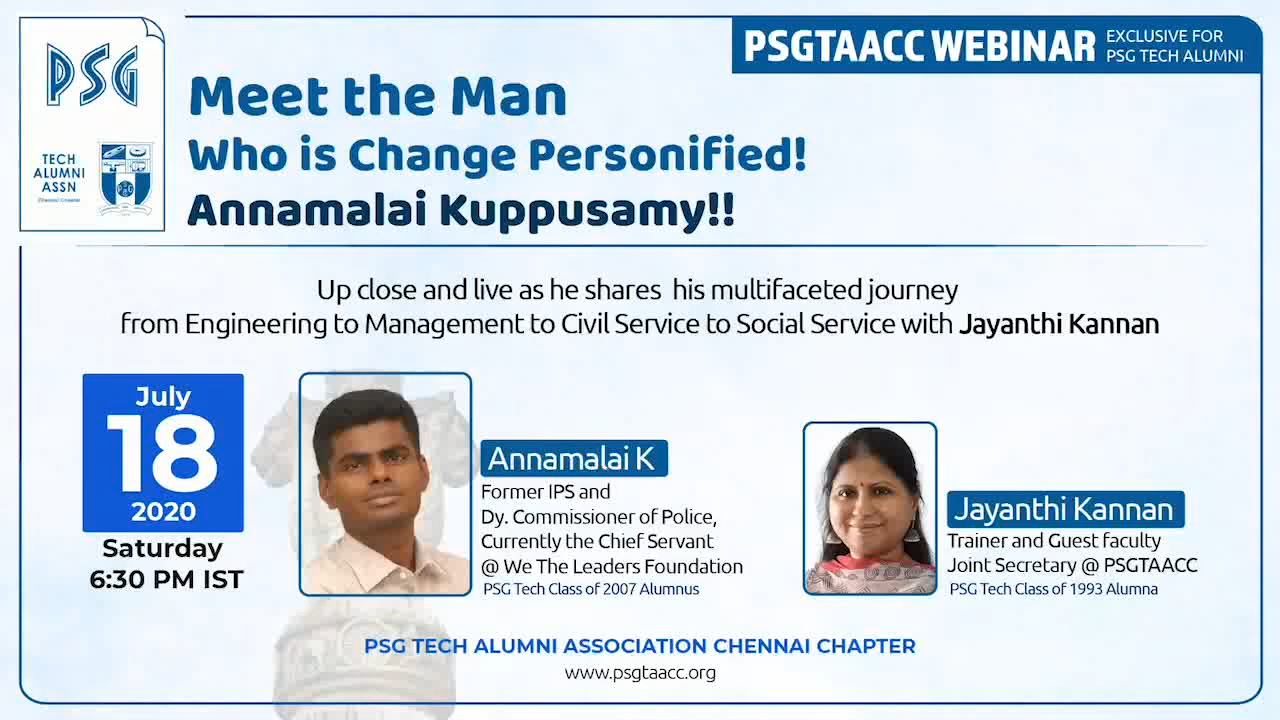 PSG
TECH
ALUMNI
ASSN
(Chennai) Chapter
PSGTAACC WEBINAR
EXCLUSIVE FOR
PSG TECH ALUMNI
Meet the Man
Who is Change Personified!
Annamalai Kuppusamy!!
Up close and live as he shares his multifaceted journey
from Engineering to Management to Civil Service to Social Service with Jayanthi Kannan
July
18
2020
Saturday
6:30 PM IST
Annamalai K
Former IPS and
Dy. Commissioner of Police,
Currently the Chief Servant
@ We The Leaders Foundation
PSG Tech Class of 2007 Alumnus
Jayanthi Kannan
Trainer and Guest faculty
Joint Secretary @ PSGTAACC
PSG Tech Class of 1993 Alumna
PSG TECH ALUMNI ASSOCIATION CHENNAI CHAPTER
www.psgtaacc.org